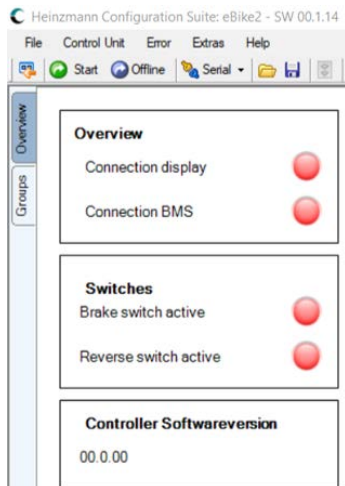 Heinzmann Configuration Suite: eBike2 - SW 00.1.14
File Control Unit Error Extras Help
Start Offline Serial
Overview
Groups
Overview
Connection display
Connection BMS
Switches
Brake switch active
Reverse switch active
Controller Softwareversion
00.0.00